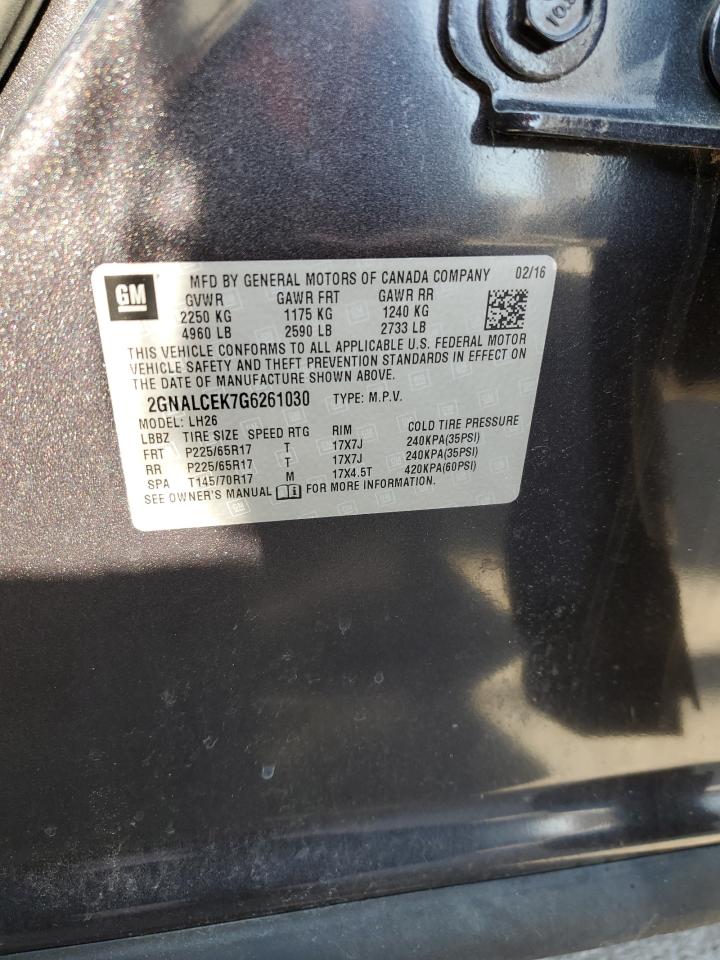 10.9
GM MFD BY GENERAL MOTORS OF CANADA COMPANY 02/16
GVWR GAWR FRT GAWR RR
2250 KG 1175 KG 1240 KG
4960 LB 2590 LB 2733 LB
THIS VEHICLE CONFORMS TO ALL APPLICABLE U.S. FEDERAL MOTOR
VEHICLE SAFETY AND THEFT PREVENTION STANDARDS IN EFFECT ON
THE DATE OF MANUFACTURE SHOWN ABOVE.
2GNALCEK7G6261030 TYPE: M.P.V.
MODEL: LH26
LBBZ TIRE SIZE SPEED RTG RIM COLD TIRE PRESSURE
FRT P225/65R17 T 17X7J 240KPA(35PSI)
RR P225/65R17 T 17X7J 240KPA(35PSI)
SPA T145/70R17 M 17X4.5T 420KPA(60PSI)
SEE OWNER'S MANUAL FOR MORE INFORMATION.